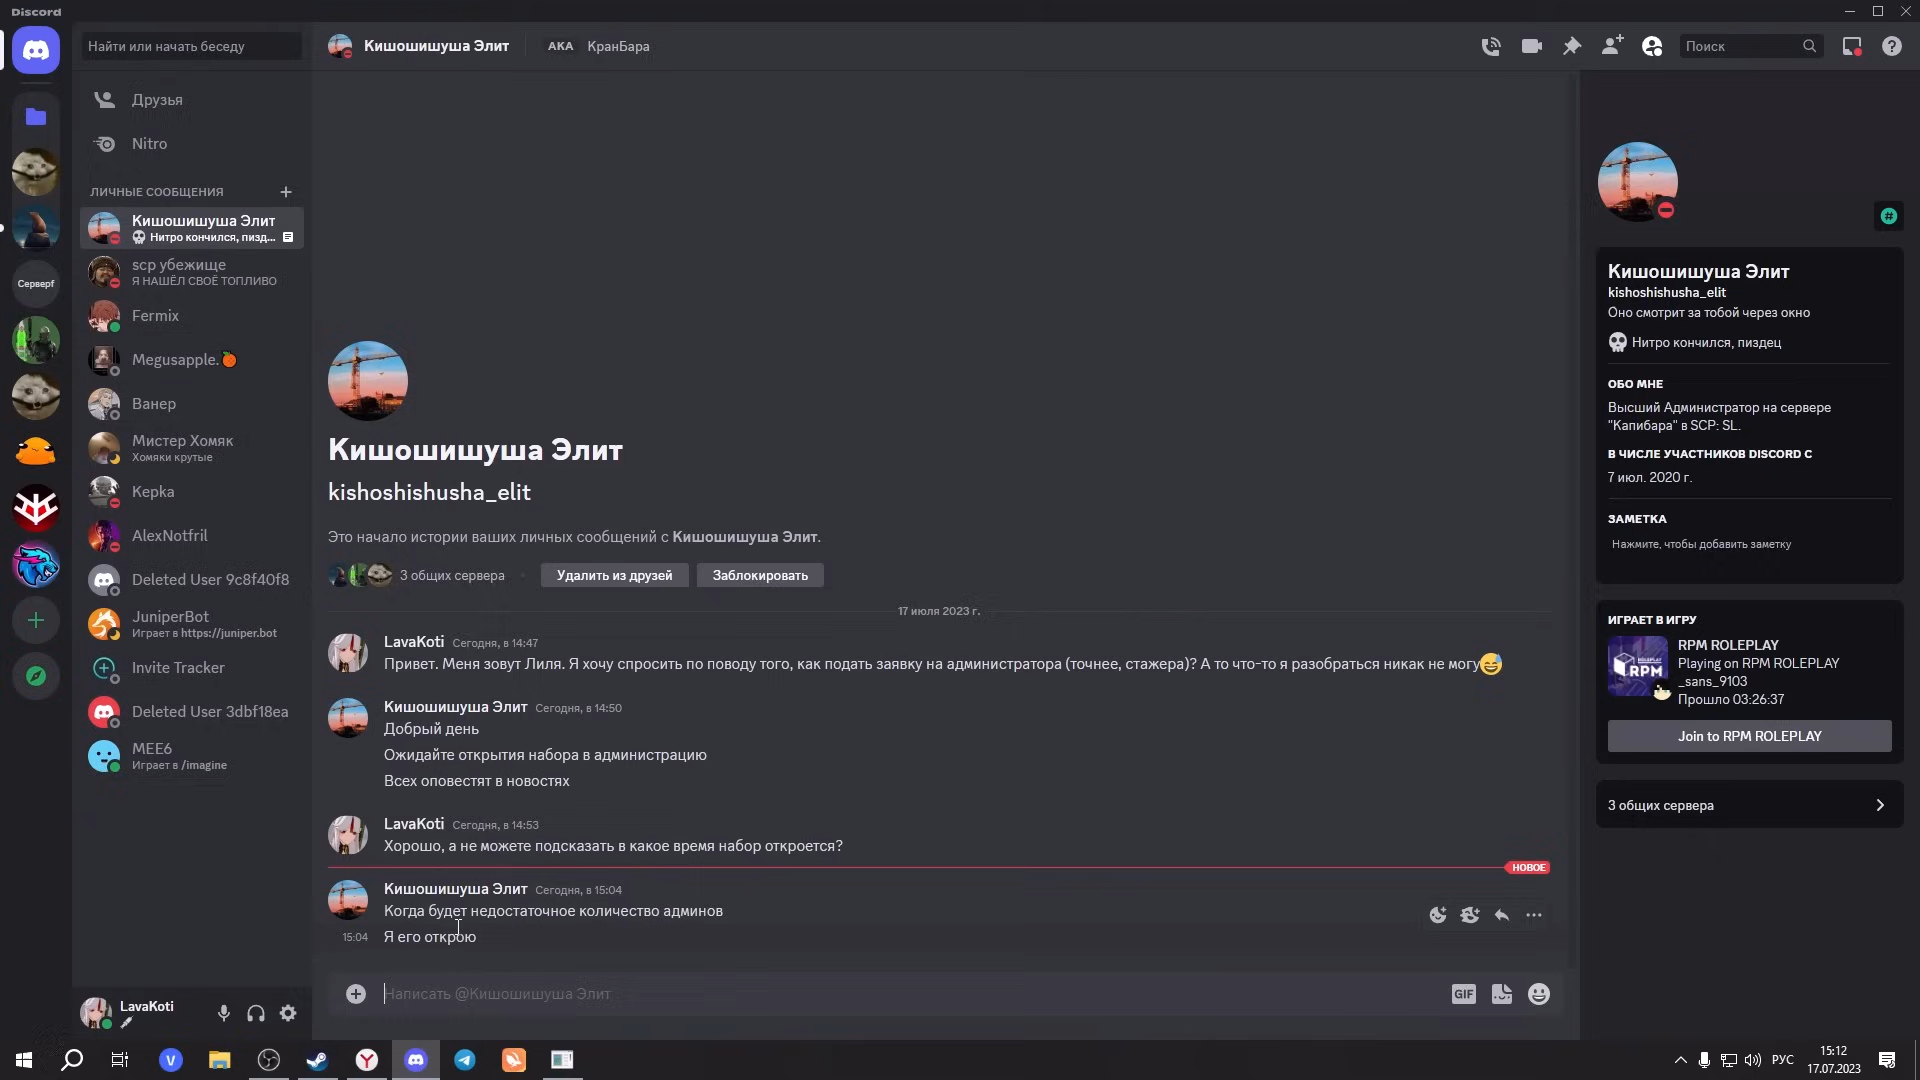 Discord
Найти или начать беседу
Кишошишуша Элит
AKA
КранБара
Поиск
Друзья
Nitro
ЛИЧНЫЕ СООБЩЕНИЯ
Кишошишуша Элит
Нитро кончился, пизд...
scp убежище
Я НАШЁЛ СВОЁ ТОПЛИВО
Серверf
Fermix
Megusapple.
Ванер
Мистер Хомяк
Хомяки крутые
Kepka
AlexNotfril
Deleted User 9c8f40f8
JuniperBot
Играет в https://juniper.bot
Invite Tracker
Deleted User 3dbf18ea
MEE6
Играет в /imagine
LavaKoti
Кишошишуша Элит
kishoshishusha_elit
Это начало истории ваших личных сообщений с Кишошишуша Элит.
3 общих сервера
Удалить из друзей
Заблокировать
17 июля 2023 г.
LavaKoti Сегодня, в 14:47
Привет. Меня зовут Лиля. Я хочу спросить по поводу того, как подать заявку на администратора (точнее, стажера)? А то что-то я разобраться никак не могу
Кишошишуша Элит Сегодня, в 14:50
Добрый день
Ожидайте открытия набора в администрацию
Всех оповестят в новостях
LavaKoti Сегодня, в 14:53
Хорошо, а не можете подсказать в какое время набор откроется?
НОВОЕ
Кишошишуша Элит Сегодня, в 15:04
Когда будет недостаточное количество админов
15:04 Я его открою
Написать @Кишошишуша Элит
GIF
Кишошишуша Элит
kishoshishusha_elit
Оно смотрит за тобой через окно
Нитро кончился, пиздец
ОБО МНЕ
Высший Администратор на сервере
"Капибара" в SCP: SL.
В ЧИСЛЕ УЧАСТНИКОВ DISCORD С
7 июл. 2020 г.
ЗАМЕТКА
Нажмите, чтобы добавить заметку
ИГРАЕТ В ИГРУ
RPM
RPM ROLEPLAY
Playing on RPM ROLEPLAY
_sans_9103
Прошло 03:26:37
Join to RPM ROLEPLAY
3 общих сервера
V
Y
РУС
15:12
17.07.2023